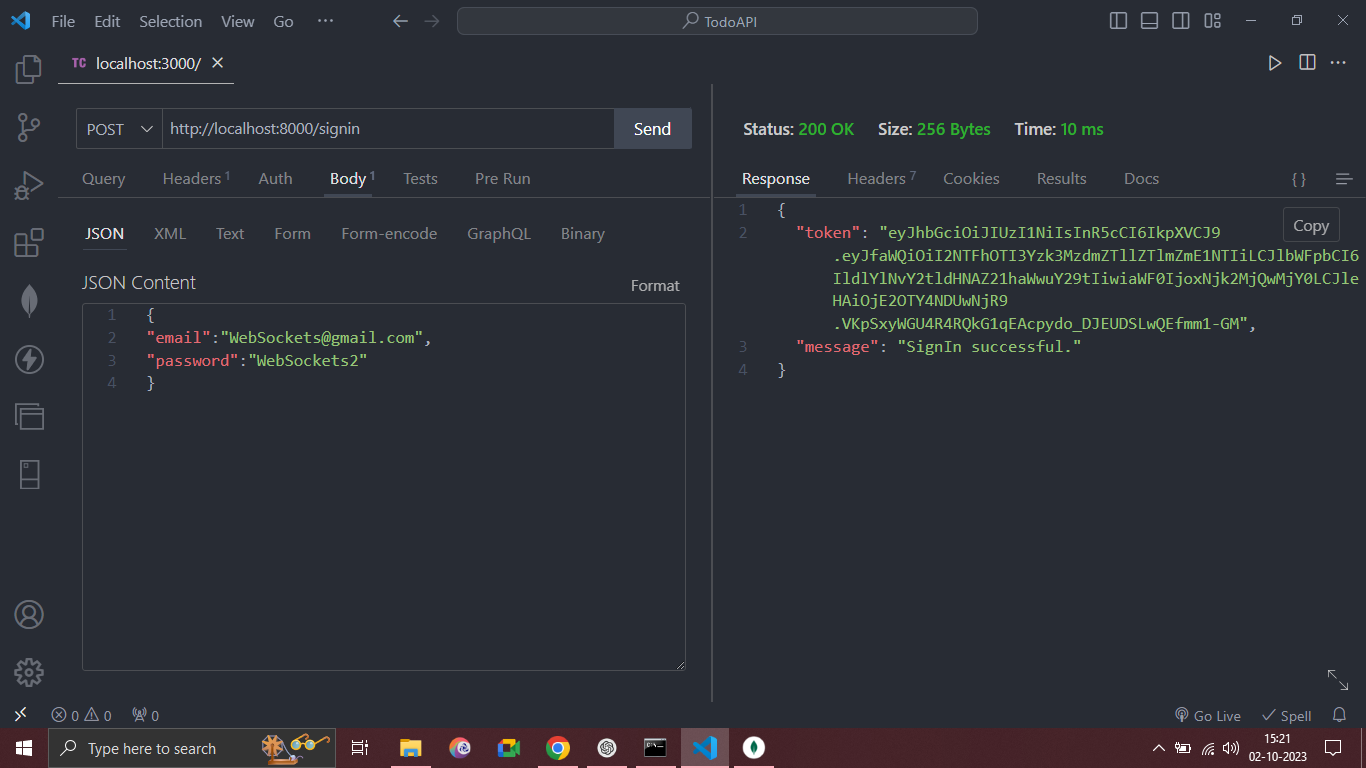 File Edit Selection View Go ··· TodoAPI
TC localhost:3000/
POST http://localhost:8000/signin Send
Status: 200 OK Size: 256 Bytes Time: 10 ms
Query Headers 1 Auth Body 1 Tests Pre Run
Response Headers 7 Cookies Results Docs { }
JSON XML Text Form Form-encode GraphQL Binary
JSON Content
Format
1 {
2 "email":"WebSockets@gmail.com",
3 "password":"WebSockets2"
4 }
Copy
1 {
2 "token": "eyJhbGciOiJIUzI1NiIsInR5cCI6IkpXVCJ9
.eyJfaWQiOiI2NTFhOTI3Yzk3MzdmZTllZTlmZmE1NTIiLCJlbWFpbCI6
IldlYlNvY2tldHNAZ21haWwuY29tIiwiaWF0IjoxNjk2MjQwMjY0LCJle
HAiOjE2OTY4NDUwNjR9
.VKpSxyWGU4R4RQkG1qEAcpydo_DJEUDSLwQEfmm1-GM",
3 "message": "SignIn successful."
4 }
0 0 0
Go Live Spell
Type here to search
15:21
02-10-2023